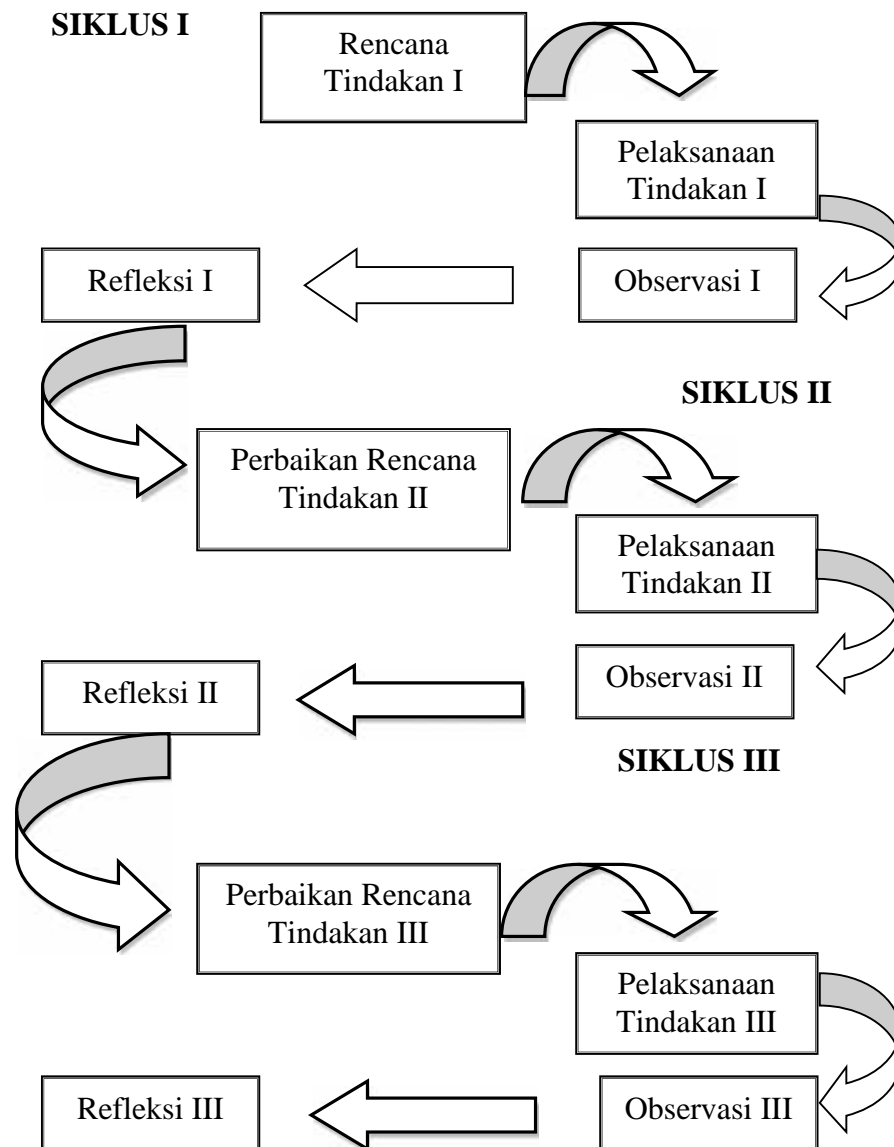 SIKLUS I
Rencana
Tindakan I
Pelaksanaan
Tindakan I
Observasi I
Refleksi I
SIKLUS II
Perbaikan Rencana
Tindakan II
Pelaksanaan
Tindakan II
Observasi II
Refleksi II
SIKLUS III
Perbaikan Rencana
Tindakan III
Pelaksanaan
Tindakan III
Observasi III
Refleksi III